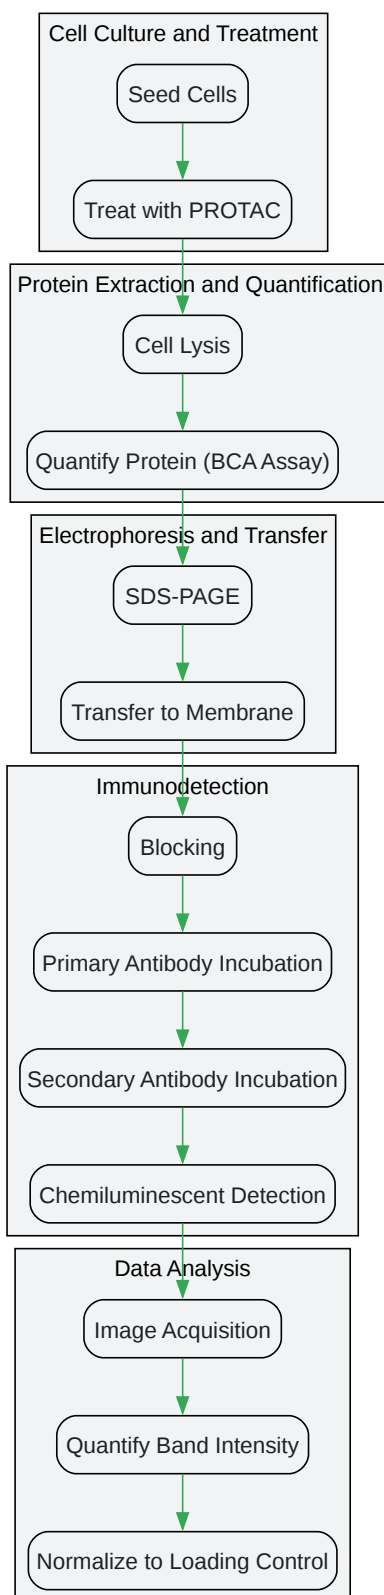 Cell Culture and Treatment
Seed Cells
Treat with PROTAC
Protein Extraction and Quantification
Cell Lysis
Quantify Protein (BCA Assay)
Electrophoresis and Transfer
SDS-PAGE
Transfer to Membrane
Immunodetection
Blocking
Primary Antibody Incubation
Secondary Antibody Incubation
Chemiluminescent Detection
Data Analysis
Image Acquisition
Quantify Band Intensity
Normalize to Loading Control